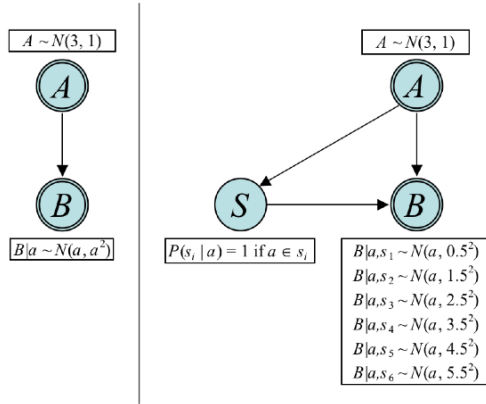 A ~ N(3, 1)
A
B
B|a ~ N(a, a²)
A ~ N(3, 1)
A
S
B
P(sᵢ | a) = 1 if a ∈ sᵢ
B|a,s₁ ~ N(a, 0.5²)
B|a,s₂ ~ N(a, 1.5²)
B|a,s₃ ~ N(a, 2.5²)
B|a,s₄ ~ N(a, 3.5²)
B|a,s₅ ~ N(a, 4.5²)
B|a,s₆ ~ N(a, 5.5²)